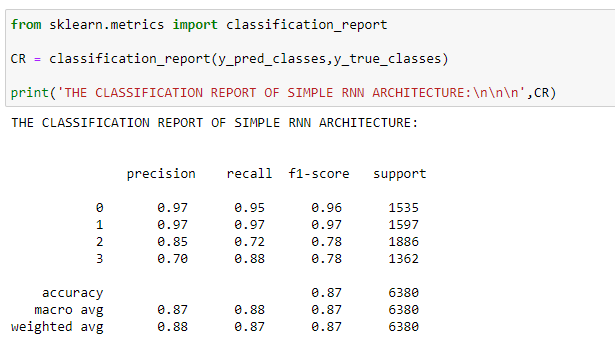 from sklearn.metrics import classification_report
CR = classification_report(y_pred_classes,y_true_classes)
print('THE CLASSIFICATION REPORT OF SIMPLE RNN ARCHITECTURE:\n\n\n',CR)
THE CLASSIFICATION REPORT OF SIMPLE RNN ARCHITECTURE:
precision recall f1-score support
0 0.97 0.95 0.96 1535
1 0.97 0.97 0.97 1597
2 0.85 0.72 0.78 1886
3 0.70 0.88 0.78 1362
accuracy 0.87 6380
macro avg 0.87 0.88 0.87 6380
weighted avg 0.88 0.87 0.87 6380